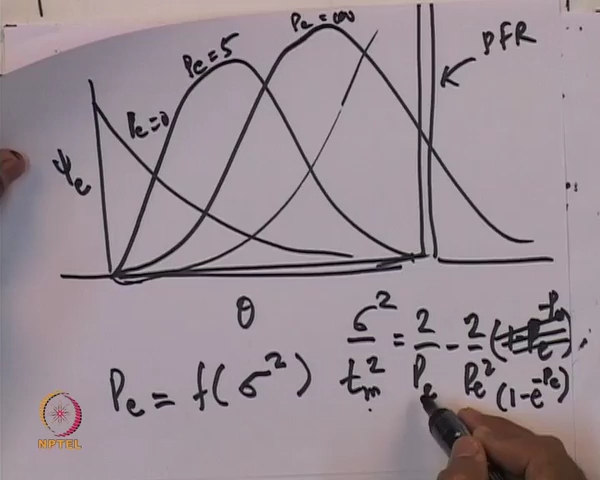 Pe = 100
PFR
Pe = 5
Pe = 0
ψe
θ
σ² / tm² = 2 / Pe - 2 / Pe² (1 - e^-Pe)
Pe = f(σ²)
NPTEL